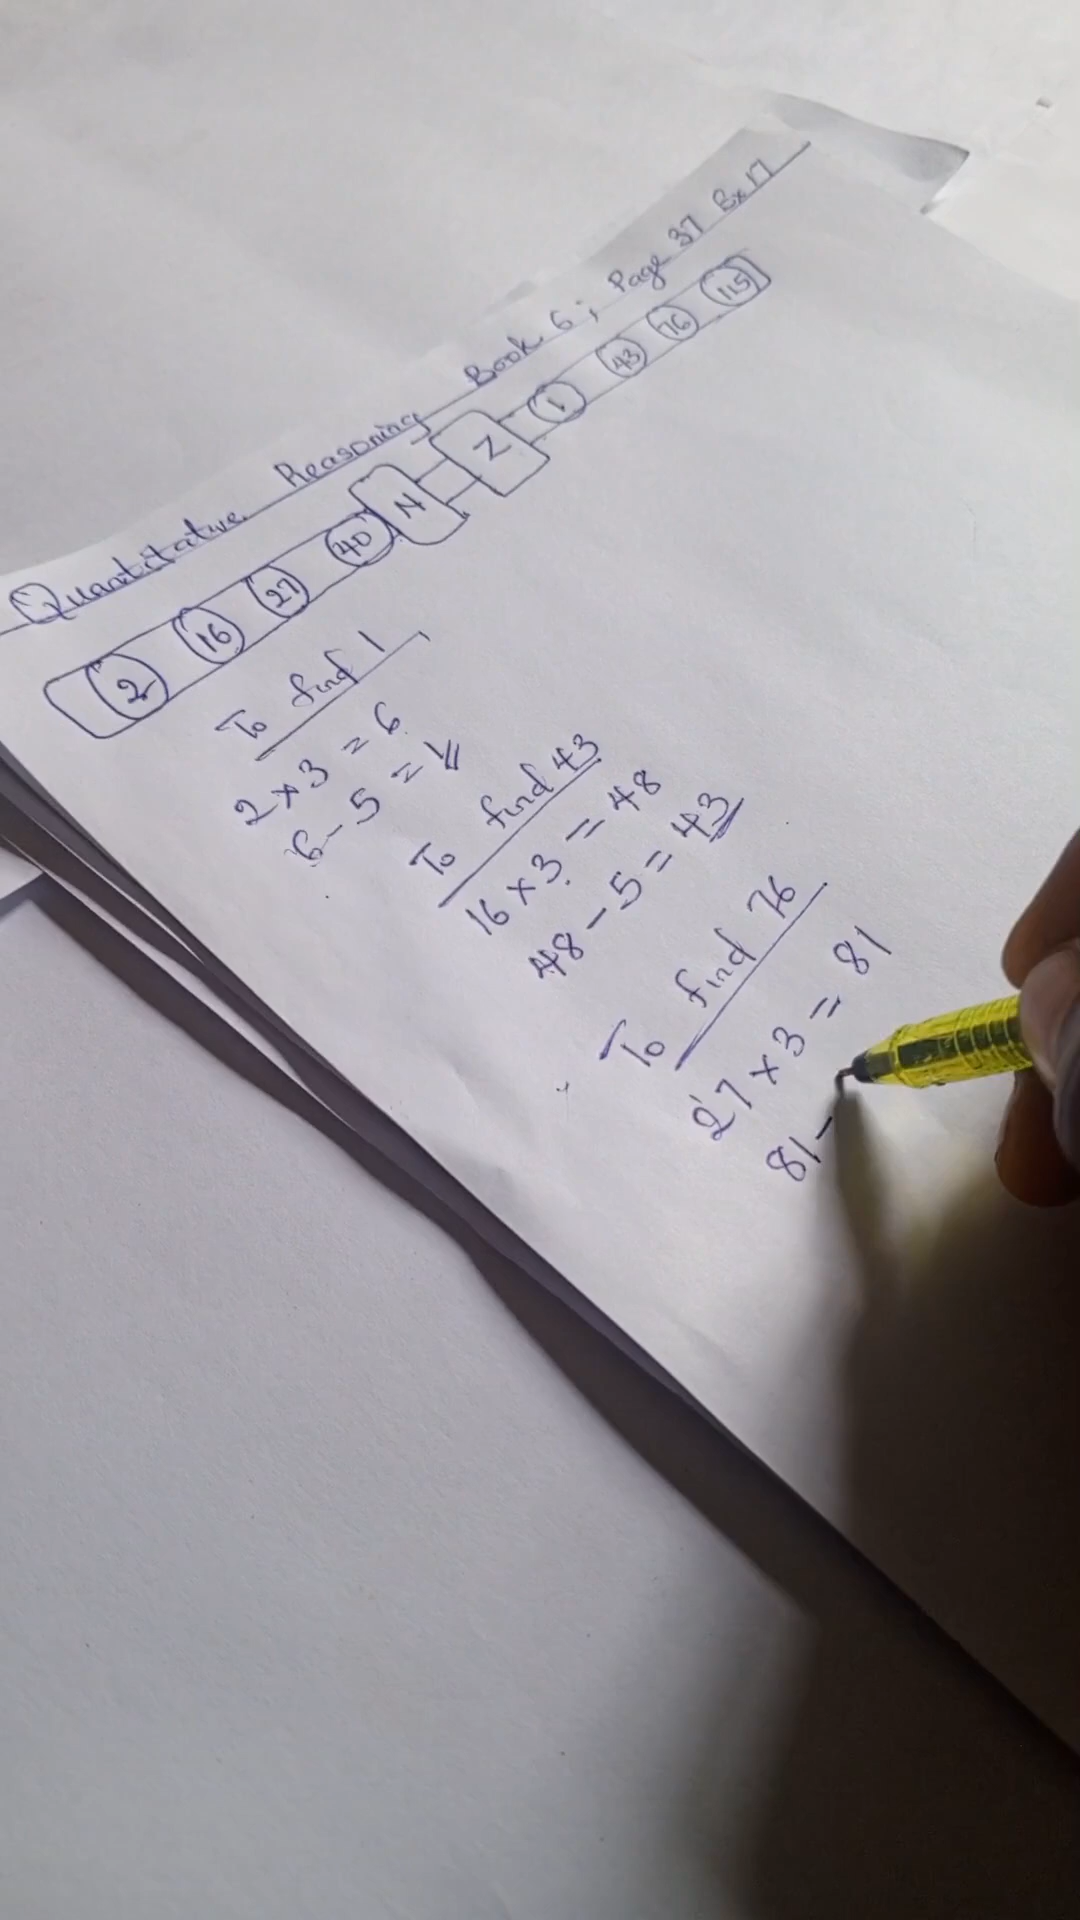 Quantitative Reasoning Book 6; Page 37 Ex 17
2 16 27 40 N Z 1 43 76 115
To find 1
2 × 3 = 6
6 - 5 = 1
To find 43
16 × 3 = 48
48 - 5 = 43
To find 76
27 × 3 = 81
81 -